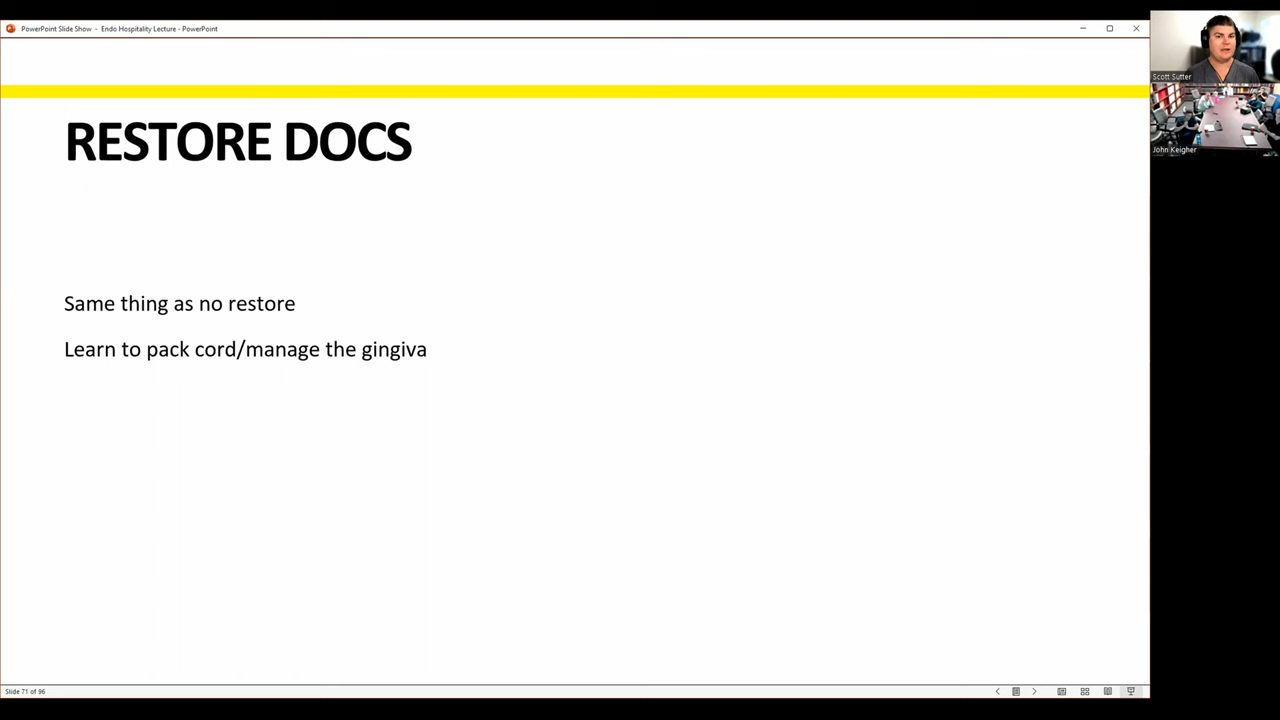 PowerPoint Slide Show - Endo Hospitality Lecture - PowerPoint
Scott Sutter
John Keigher
RESTORE DOCS
Same thing as no restore
Learn to pack cord/manage the gingiva
Slide 71 of 96